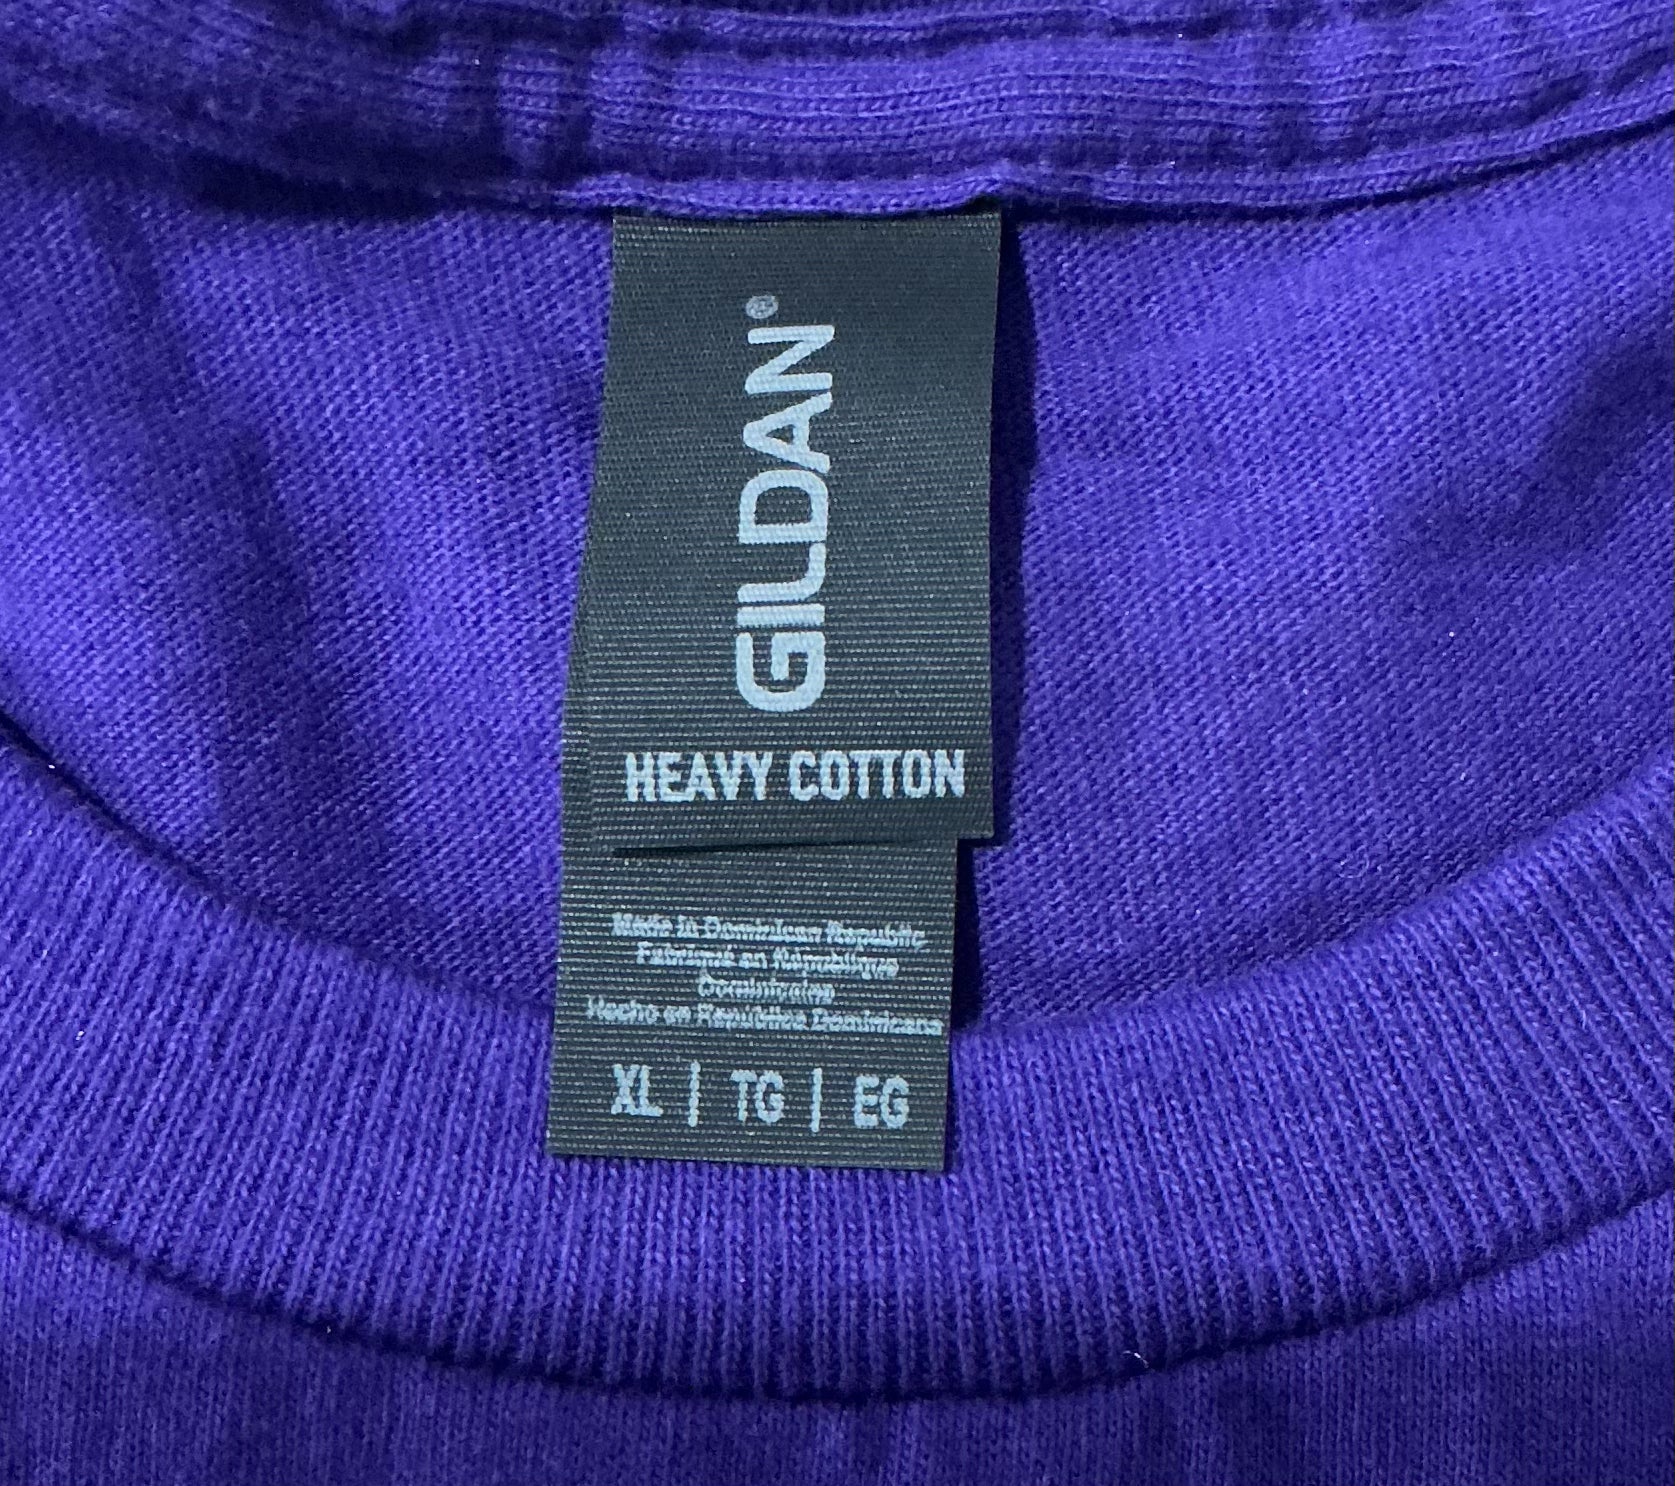 GILDAN®
HEAVY COTTON
Made in Dominican Republic
Fabriqué en République
Dominicaine
Hecho en República Dominicana
XL | TG | EG